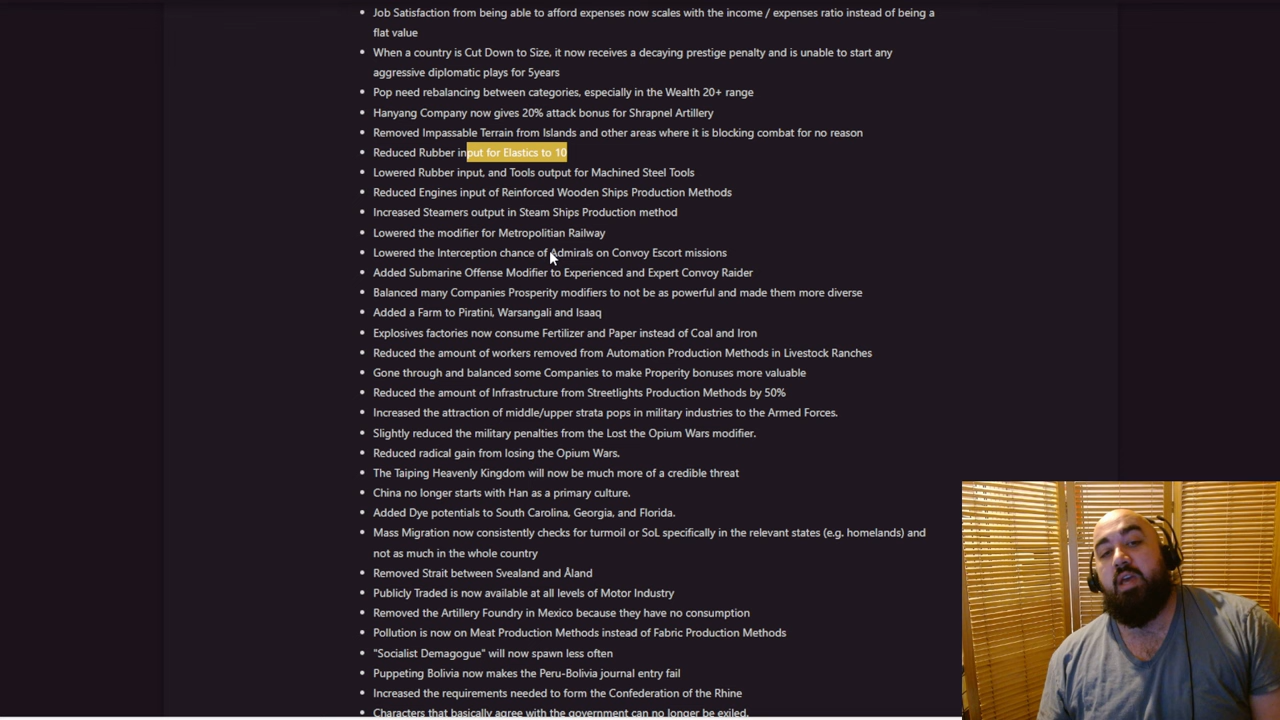 Job Satisfaction from being able to afford expenses now scales with the income / expenses ratio instead of being a
flat value
When a country is Cut Down to Size, it now receives a decaying prestige penalty and is unable to start any
aggressive diplomatic plays for 5years
Pop need rebalancing between categories, especially in the Wealth 20+ range
Hanyang Company now gives 20% attack bonus for Shrapnel Artillery
Removed Impassable Terrain from Islands and other areas where it is blocking combat for no reason
Reduced Rubber input for Elastics to 10
Lowered Rubber input, and Tools output for Machined Steel Tools
Reduced Engines input of Reinforced Wooden Ships Production Methods
Increased Steamers output in Steam Ships Production method
Lowered the modifier for Metropolitian Railway
Lowered the Interception chance of Admirals on Convoy Escort missions
Added Submarine Offense Modifier to Experienced and Expert Convoy Raider
Balanced many Companies Prosperity modifiers to not be as powerful and made them more diverse
Added a Farm to Piratini, Warsangali and Isaaq
Explosives factories now consume Fertilizer and Paper instead of Coal and Iron
Reduced the amount of workers removed from Automation Production Methods in Livestock Ranches
Gone through and balanced some Companies to make Properity bonuses more valuable
Reduced the amount of Infrastructure from Streetlights Production Methods by 50%
Increased the attraction of middle/upper strata pops in military industries to the Armed Forces.
Slightly reduced the military penalties from the Lost the Opium Wars modifier.
Reduced radical gain from losing the Opium Wars.
The Taiping Heavenly Kingdom will now be much more of a credible threat
China no longer starts with Han as a primary culture.
Added Dye potentials to South Carolina, Georgia, and Florida.
Mass Migration now consistently checks for turmoil or SoL specifically in the relevant states (e.g. homelands) and
not as much in the whole country
Removed Strait between Svealand and Åland
Publicly Traded is now available at all levels of Motor Industry
Removed the Artillery Foundry in Mexico because they have no consumption
Pollution is now on Meat Production Methods instead of Fabric Production Methods
"Socialist Demagogue" will now spawn less often
Puppeting Bolivia now makes the Peru-Bolivia journal entry fail
Increased the requirements needed to form the Confederation of the Rhine
Characters that basically agree with the government can no longer be exiled.